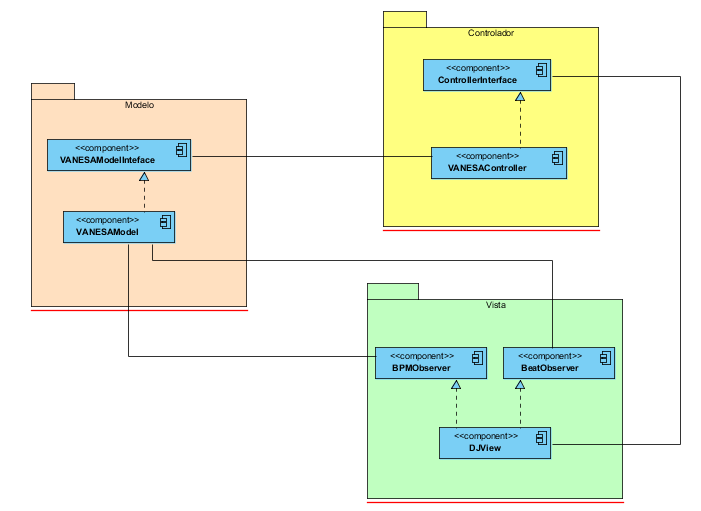 Controlador
<<component>>
ControllerInterface
<<component>>
VANESAController
Modelo
<<component>>
VANESAModelInteface
<<component>>
VANESAModel
Vista
<<component>>
BPMObserver
<<component>>
BeatObserver
<<component>>
DJView